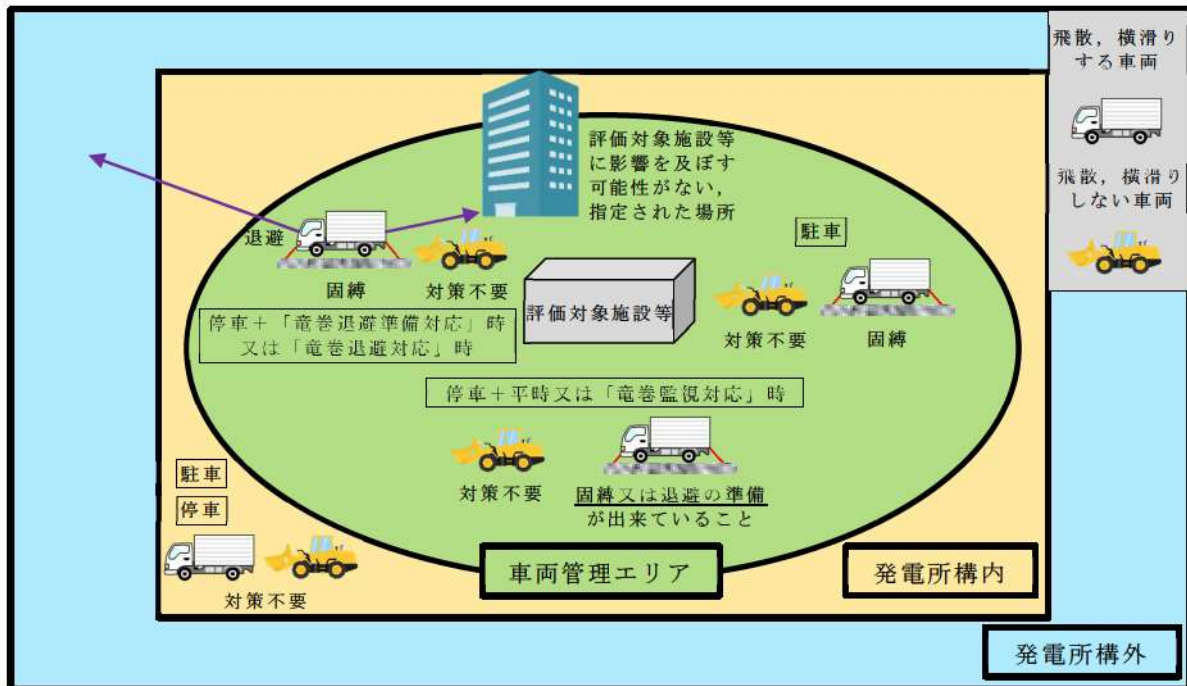 飛散，横滑り
する車両
飛散，横滑り
しない車両
評価対象施設等
に影響を及ぼす
可能性がない，
指定された場所
退避
固縛
対策不要
停車＋「竜巻退避準備対応」時
又は「竜巻退避対応」時
評価対象施設等
駐車
対策不要
固縛
停車＋平時又は「竜巻監視対応」時
対策不要
固縛又は退避の準備
が出来ていること
駐車
停車
対策不要
車両管理エリア
発電所構内
発電所構外